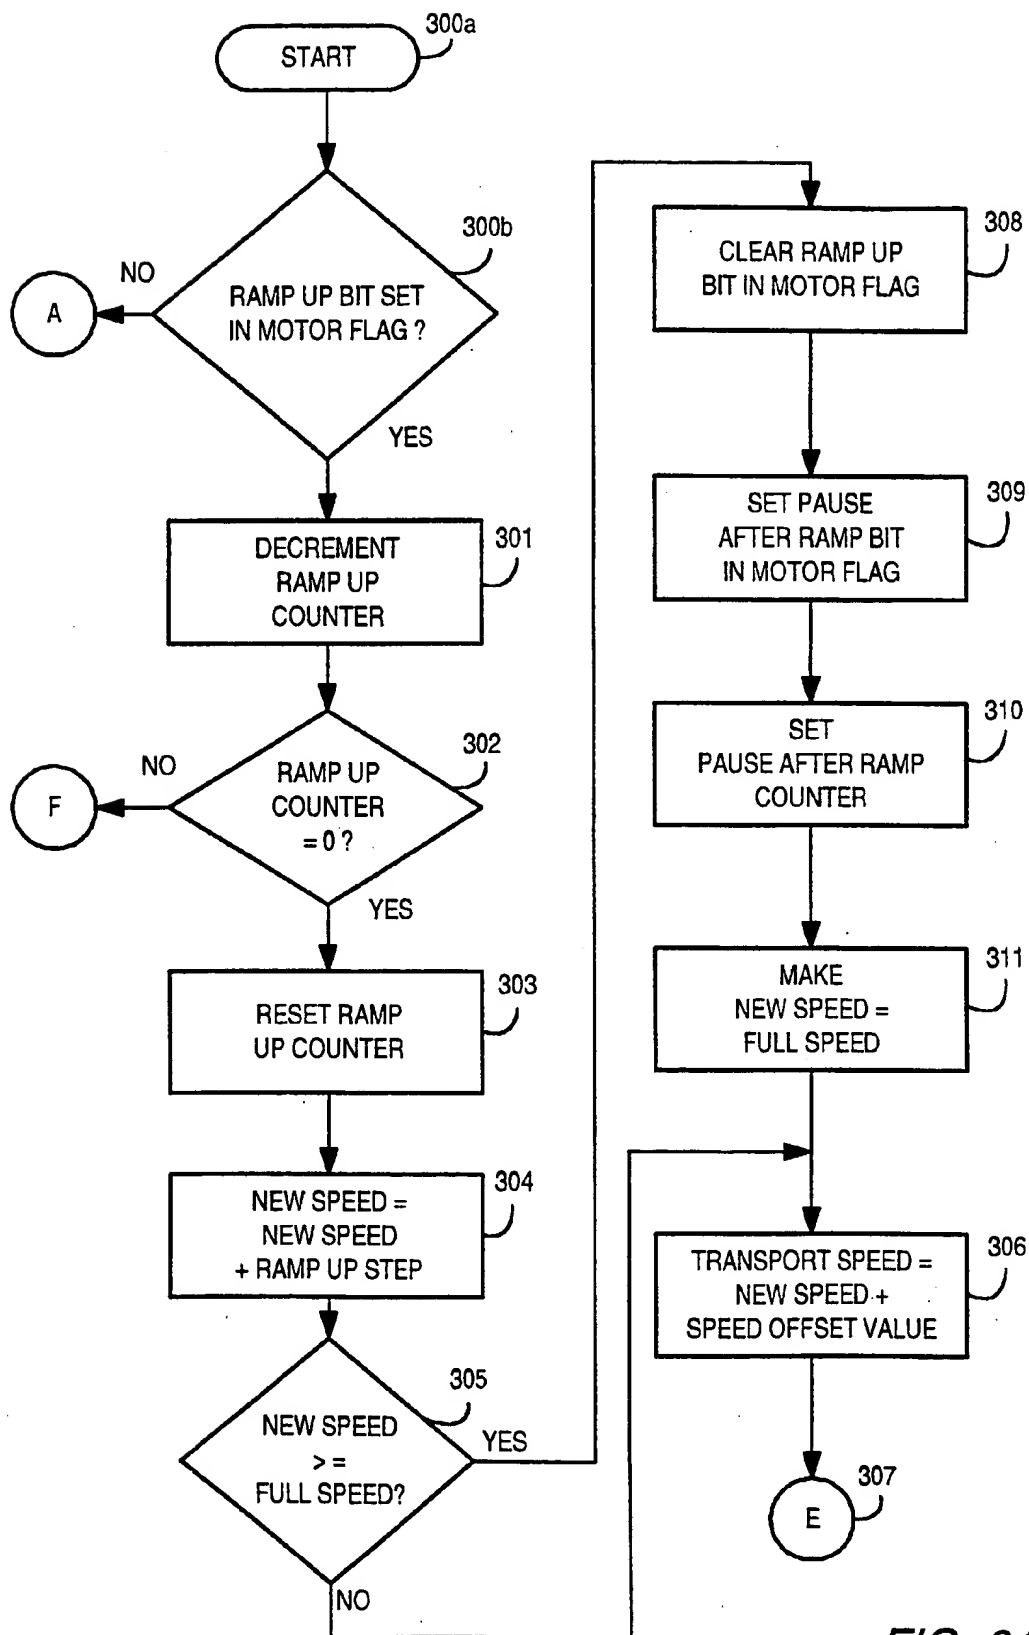 START
300a
RAMP UP BIT SET
IN MOTOR FLAG ?
300b
NO
A
YES
DECREMENT
RAMP UP
COUNTER
301
RAMP UP
COUNTER
= 0 ?
302
NO
F
YES
RESET RAMP
UP COUNTER
303
NEW SPEED =
NEW SPEED
+ RAMP UP STEP
304
NEW SPEED
> =
FULL SPEED?
305
YES
NO
CLEAR RAMP UP
BIT IN MOTOR FLAG
308
SET PAUSE
AFTER RAMP BIT
IN MOTOR FLAG
309
SET
PAUSE AFTER RAMP
COUNTER
310
MAKE
NEW SPEED =
FULL SPEED
311
TRANSPORT SPEED =
NEW SPEED +
SPEED OFFSET VALUE
306
E
307